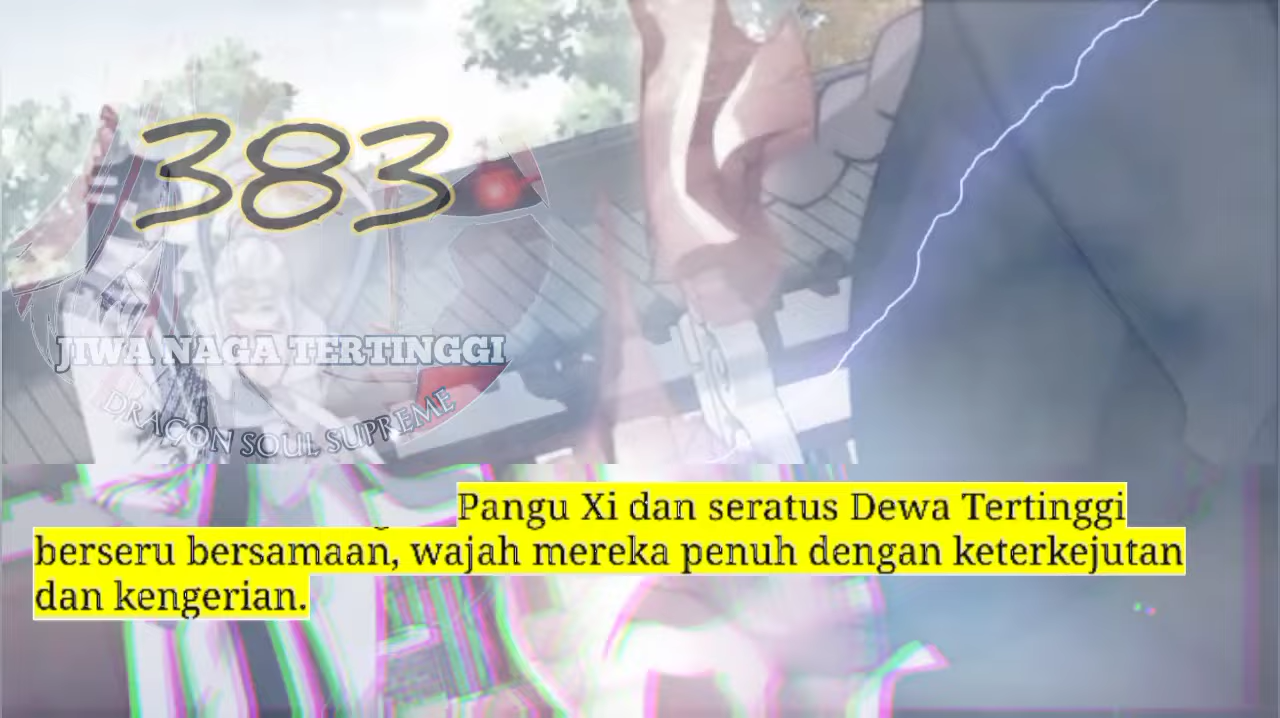 383
JIWA NAGA TERTINGGI
DRAGON SOUL SUPREME
Pangu Xi dan seratus Dewa Tertinggi
berseru bersamaan, wajah mereka penuh dengan keterkejutan
dan kengerian.